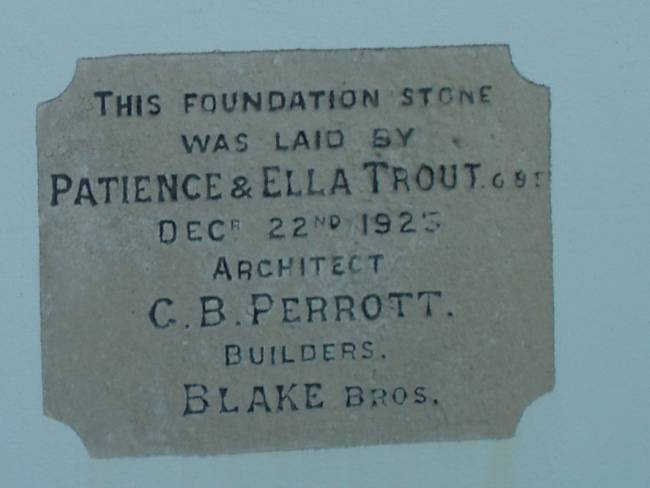 THIS FOUNDATION STONE
WAS LAID BY
PATIENCE & ELLA TROUT.
DECR 22ND
ARCHITECT
C. B. PERROTT.
BUILDERS.
BLAKE BROS.